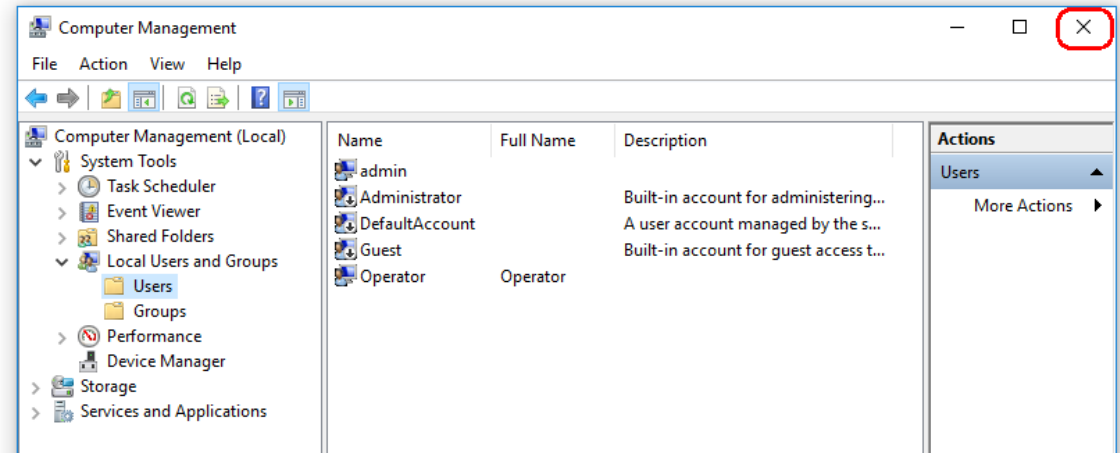 Computer Management
File Action View Help
Computer Management (Local)
System Tools
Task Scheduler
Event Viewer
Shared Folders
Local Users and Groups
Users
Groups
Performance
Device Manager
Storage
Services and Applications
Name Full Name Description
admin
Administrator Built-in account for administering...
DefaultAccount A user account managed by the s...
Guest Built-in account for guest access t...
Operator Operator
Actions
Users
More Actions